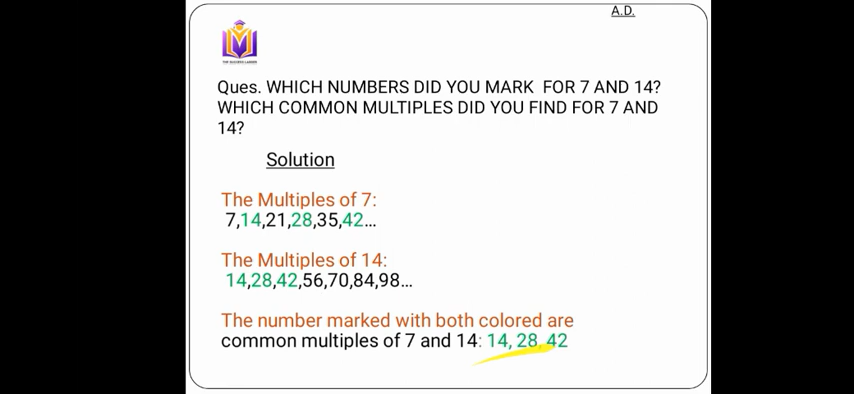 A.D.
THE SUCCESS LADDER
Ques. WHICH NUMBERS DID YOU MARK FOR 7 AND 14?
WHICH COMMON MULTIPLES DID YOU FIND FOR 7 AND
14?
Solution
The Multiples of 7:
7,14,21,28,35,42...
The Multiples of 14:
14,28,42,56,70,84,98...
The number marked with both colored are
common multiples of 7 and 14: 14, 28, 42